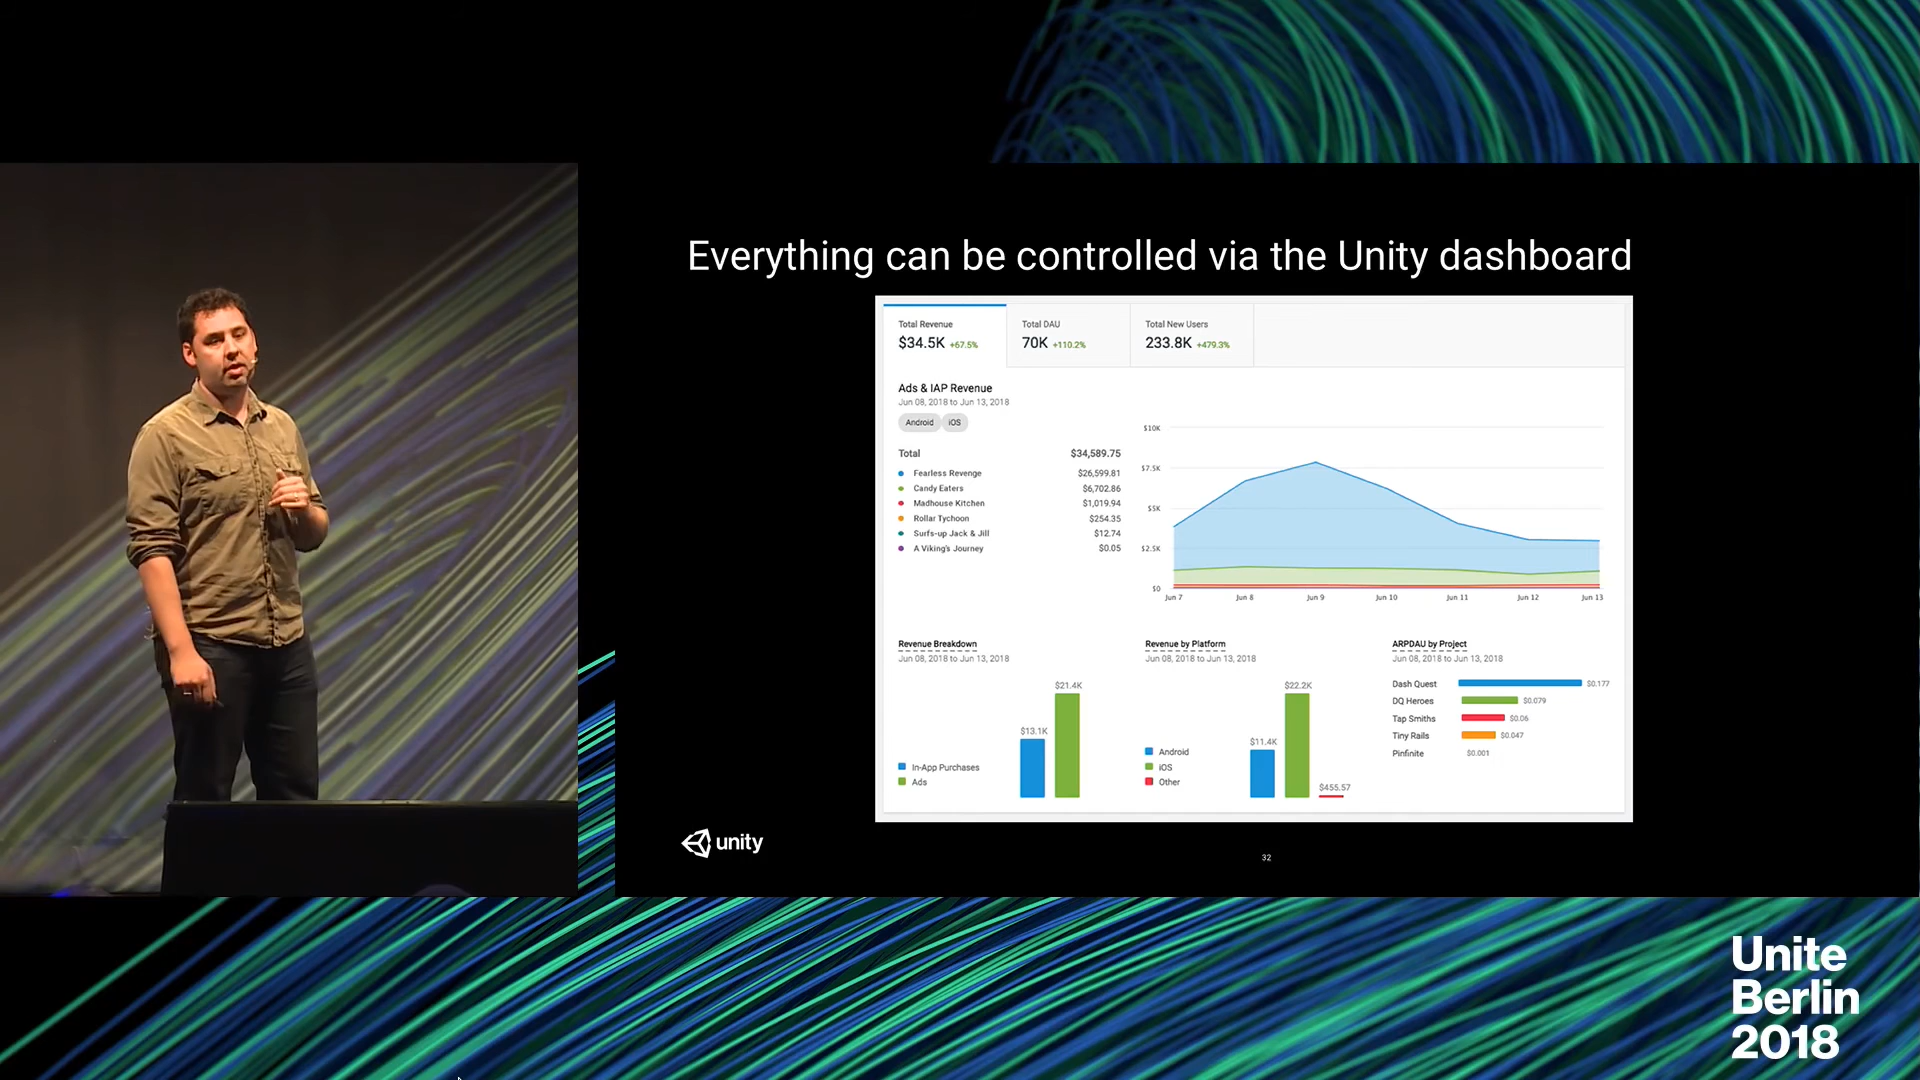 Everything can be controlled via the Unity dashboard
Total Revenue
$34.5K +67.5%
Total DAU
70K +110.2%
Total New Users
233.8K +479.3%
Ads & IAP Revenue
Jun 08, 2018 to Jun 13, 2018
Android iOS
Total $34,589.75
Fearless Revenge $26,599.81
Candy Eaters $6,702.86
Madhouse Kitchen $1,019.94
Rollar Tychoon $254.35
Surfs-up Jack & Jill $12.74
A Viking's Journey $0.05
$10K
$7.5K
$5K
$2.5K
$0
Jun 7 Jun 8 Jun 9 Jun 10 Jun 11 Jun 12 Jun 13
Revenue Breakdown
Jun 08, 2018 to Jun 13, 2018
$21.4K
$13.1K
In-App Purchases
Ads
Revenue by Platform
Jun 08, 2018 to Jun 13, 2018
$22.2K
$11.4K
$455.57
Android
iOS
Other
ARPDAU by Project
Jun 08, 2018 to Jun 13, 2018
Dash Quest $0.177
DQ Heroes $0.079
Tap Smiths $0.06
Tiny Rails $0.047
Pinfinite $0.001
unity
32
Unite
Berlin
2018